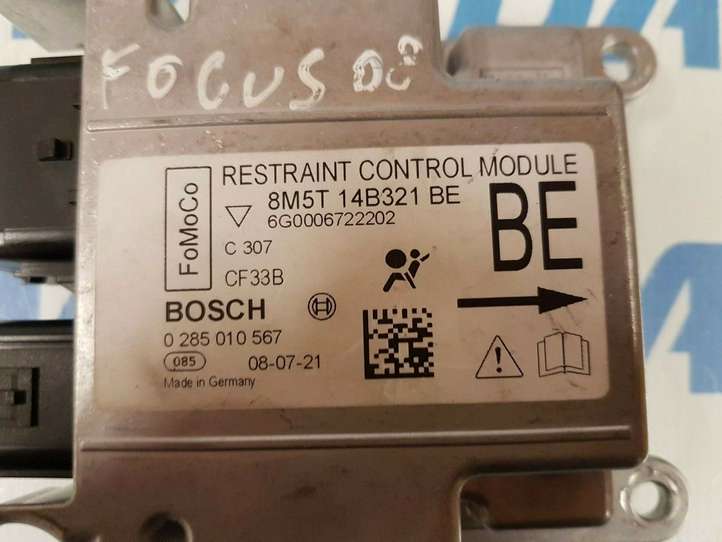 FOCUS 08
FoMoCo
RESTRAINT CONTROL MODULE
8M5T 14B321 BE
6G0006722202
BE
C 307
CF33B
BOSCH
0 285 010 567
085 08-07-21
Made in Germany